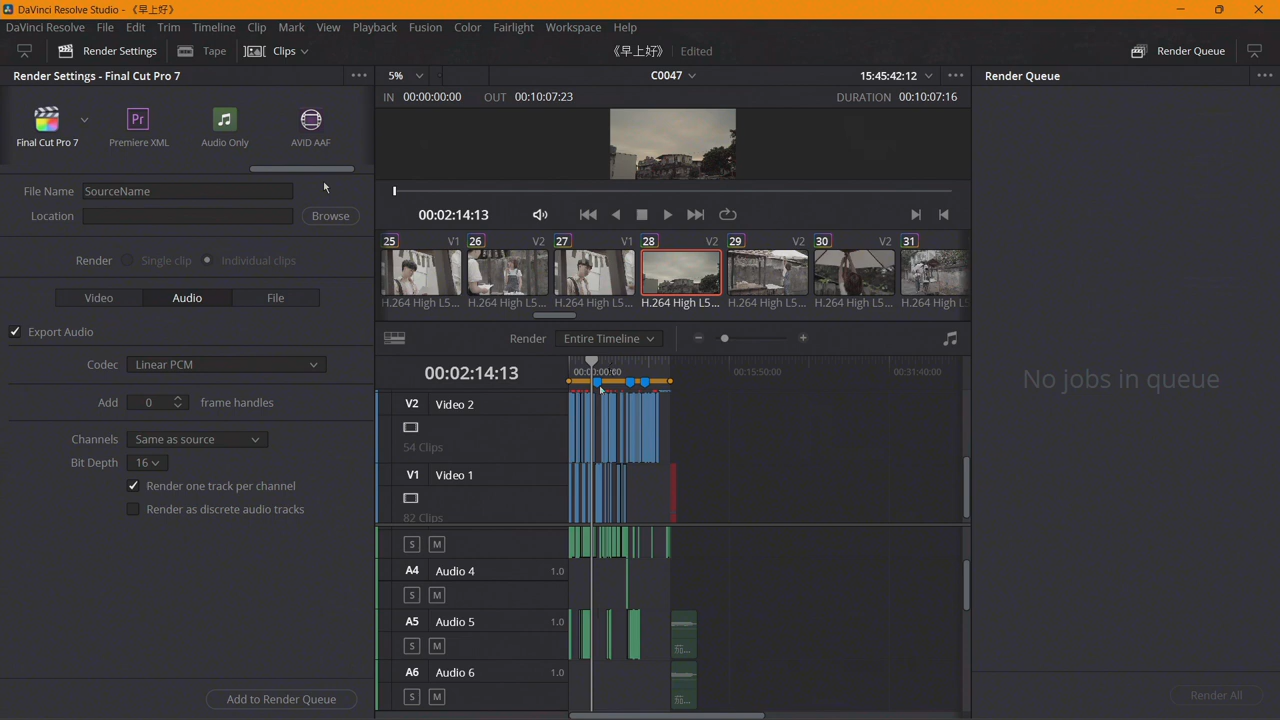 DaVinci Resolve Studio - 《早上好》
DaVinci Resolve File Edit Trim Timeline Clip Mark View Playback Fusion Color Fairlight Workspace Help
Render Settings Tape Clips 《早上好》 Edited Render Queue
Render Settings - Final Cut Pro 7 5% C0047 15:45:42:12 Render Queue
IN 00:00:00:00 OUT 00:10:07:23 DURATION 00:10:07:16
Final Cut Pro 7 Premiere XML Audio Only AVID AAF
Pr
File Name SourceName
Location Browse
00:02:14:13
25 V1 26 V2 27 V1 28 V2 29 V2 30 V2 31
H.264 High L5... H.264 High L5... H.264 High L5... H.264 High L5... H.264 High L5... H.264 High L5... H.264 High L5...
Render Single clip Individual clips
Video Audio File
Export Audio
Render Entire Timeline
Codec Linear PCM
00:02:14:13 00:00:00:00 00:15:50:00 00:31:40:00
No jobs in queue
Add 0 frame handles
V2 Video 2
54 Clips
Channels Same as source
Bit Depth 16
V1 Video 1
82 Clips
Render one track per channel
Render as discrete audio tracks
S M
A4 Audio 4 1.0
S M
A5 Audio 5 1.0
S M
A6 Audio 6 1.0
S M
Add to Render Queue Render All